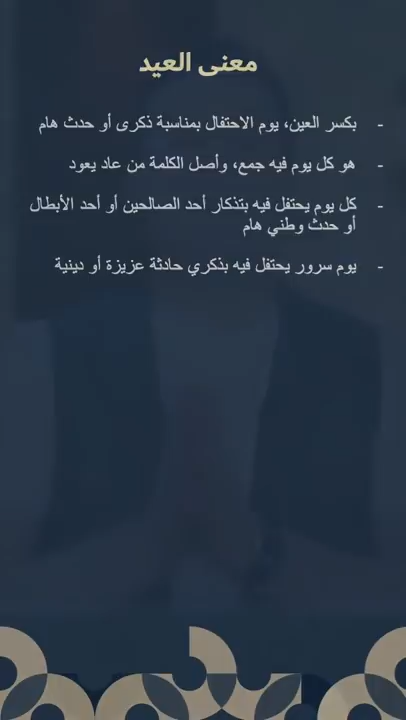 معنى العيد
- بكسر العين، يوم الاحتفال بمناسبة ذكرى أو حدث هام
- هو كل يوم فيه جمع، وأصل الكلمة من عاد يعود
- كل يوم يحتفل فيه بتذكار أحد الصالحين أو أحد الأبطال
أو حدث وطني هام
- يوم سرور يحتفل فيه بذكري حادثة عزيزة أو دينية